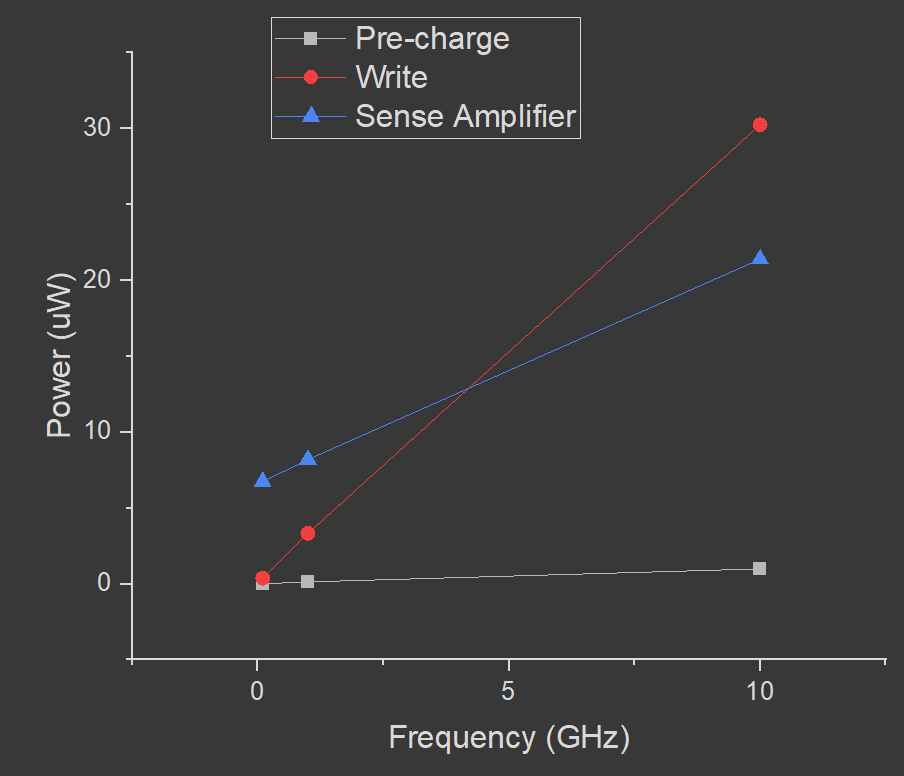 Pre-charge
Write
Sense Amplifier
30
20
10
0
Power (uW)
0 5 10
Frequency (GHz)